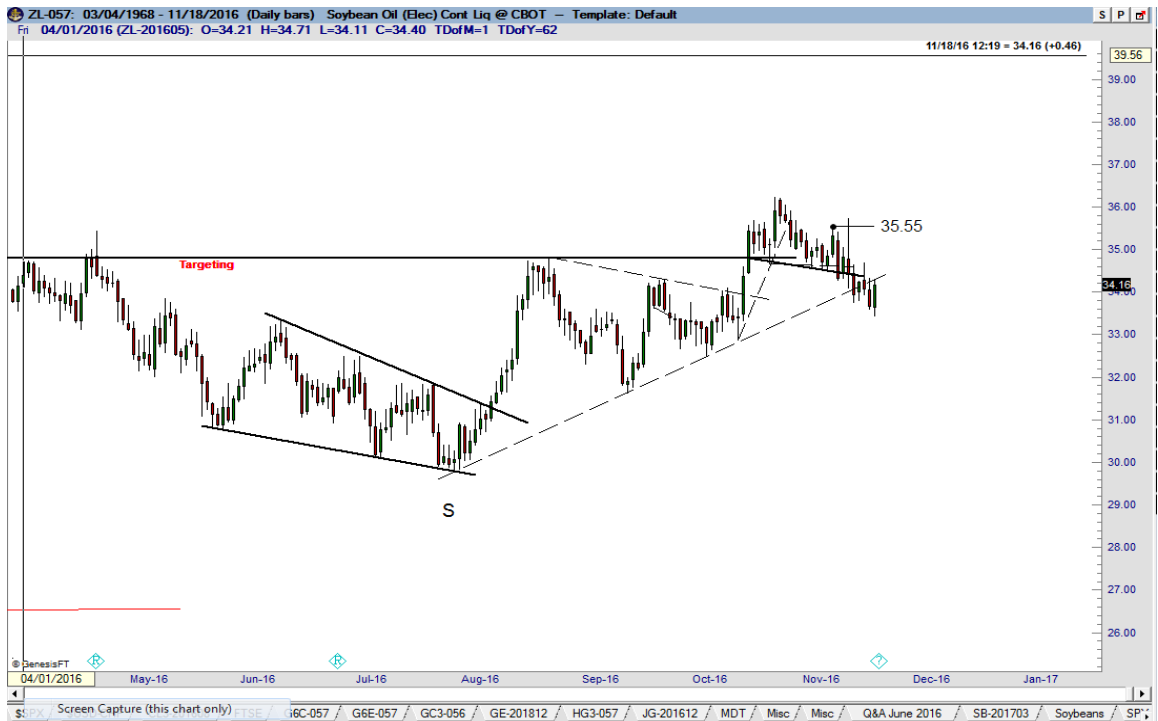 ZL-057: 03/04/1968 - 11/18/2016 (Daily bars) Soybean Oil (Elec) Cont Liq @ CBOT – Template: Default
S P
Fri 04/01/2016 (ZL-201605): O=34.21 H=34.71 L=34.11 C=34.40 TDofM=1 TDofY=62
11/18/16 12:19 = 34.16 (+0.46)
39.56
39.00
38.00
37.00
36.00
35.55
35.00
Targeting
34.16
34.00
33.00
32.00
31.00
30.00
S
29.00
28.00
27.00
26.00
R R ?
© GenesisFT
04/01/2016 May-16 Jun-16 Jul-16 Aug-16 Sep-16 Oct-16 Nov-16 Dec-16 Jan-17
Screen Capture (this chart only)
FTSE G6C-057 G6E-057 GC3-056 GE-201812 HG3-057 JG-201612 MDT Misc Misc Q&A June 2016 SB-201703 Soybeans